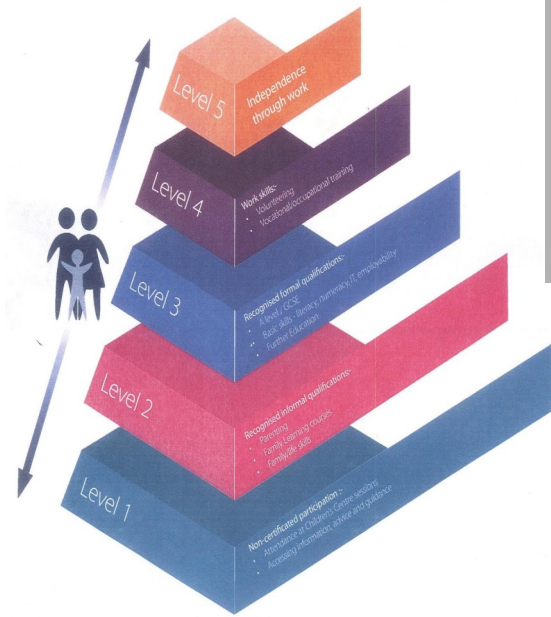 Level 5
Independence
through work
Level 4
Work skills:-
• Volunteering
• Vocational/occupational training
Level 3
Recognised formal qualifications:-
• A level / GCSE
• Basic skills - literacy, numeracy, IT, employability
• Further Education
Level 2
Recognised informal qualifications:-
• Parenting
• Family Learning courses
• Family/life skills
Level 1
Non-certificated participation :-
• Attendance at Children's Centre sessions
• Accessing information, advice and guidance